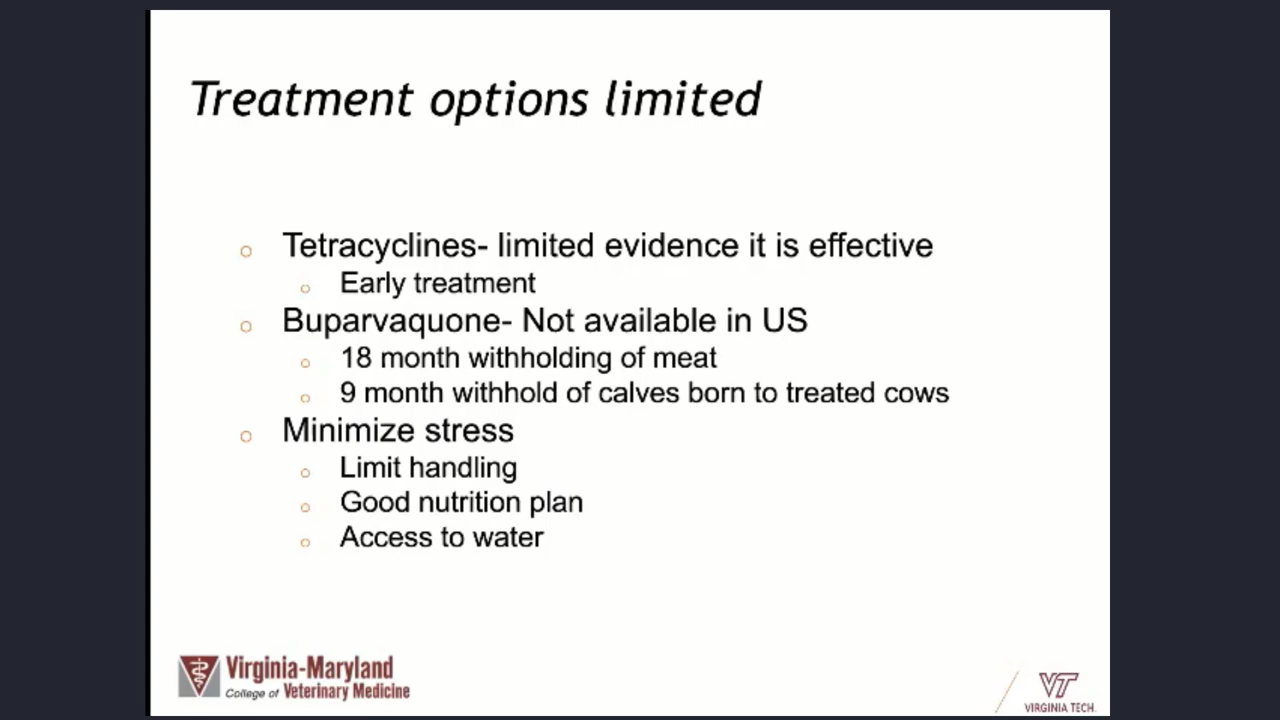 Treatment options limited
Tetracyclines- limited evidence it is effective
Early treatment
Buparvaquone- Not available in US
18 month withholding of meat
9 month withhold of calves born to treated cows
Minimize stress
Limit handling
Good nutrition plan
Access to water
Virginia-Maryland
College of Veterinary Medicine
VT
VIRGINIA TECH.